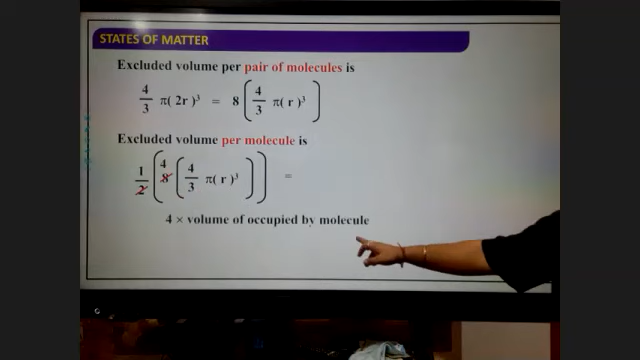 STATES OF MATTER
Excluded volume per pair of molecules is
4/3 π( 2r )³ = 8 [ 4/3 π( r )³ ]
Excluded volume per molecule is
1/2 [ 4 8 [ 4/3 π( r )³ ] ] =
4 × volume of occupied by molecule